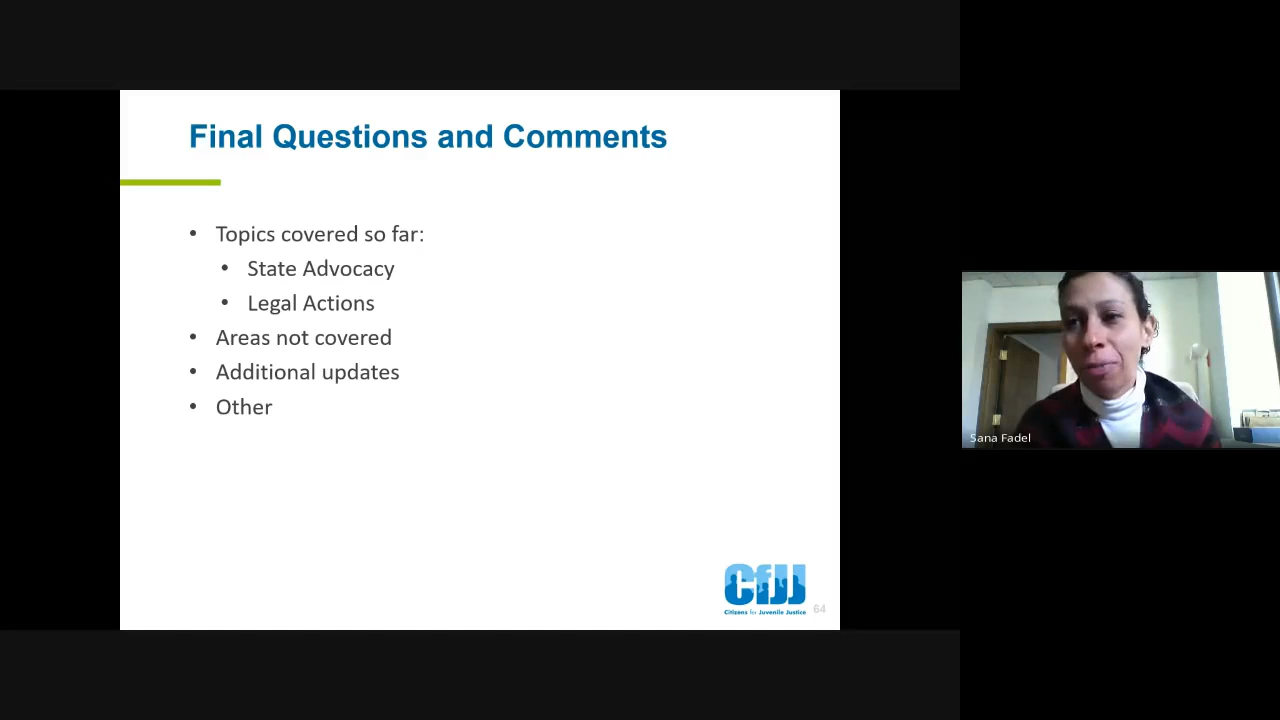 Final Questions and Comments
• Topics covered so far:
• State Advocacy
• Legal Actions
• Areas not covered
• Additional updates
• Other
CfJJ
Citizens for Juvenile Justice
64
Sana Fadel